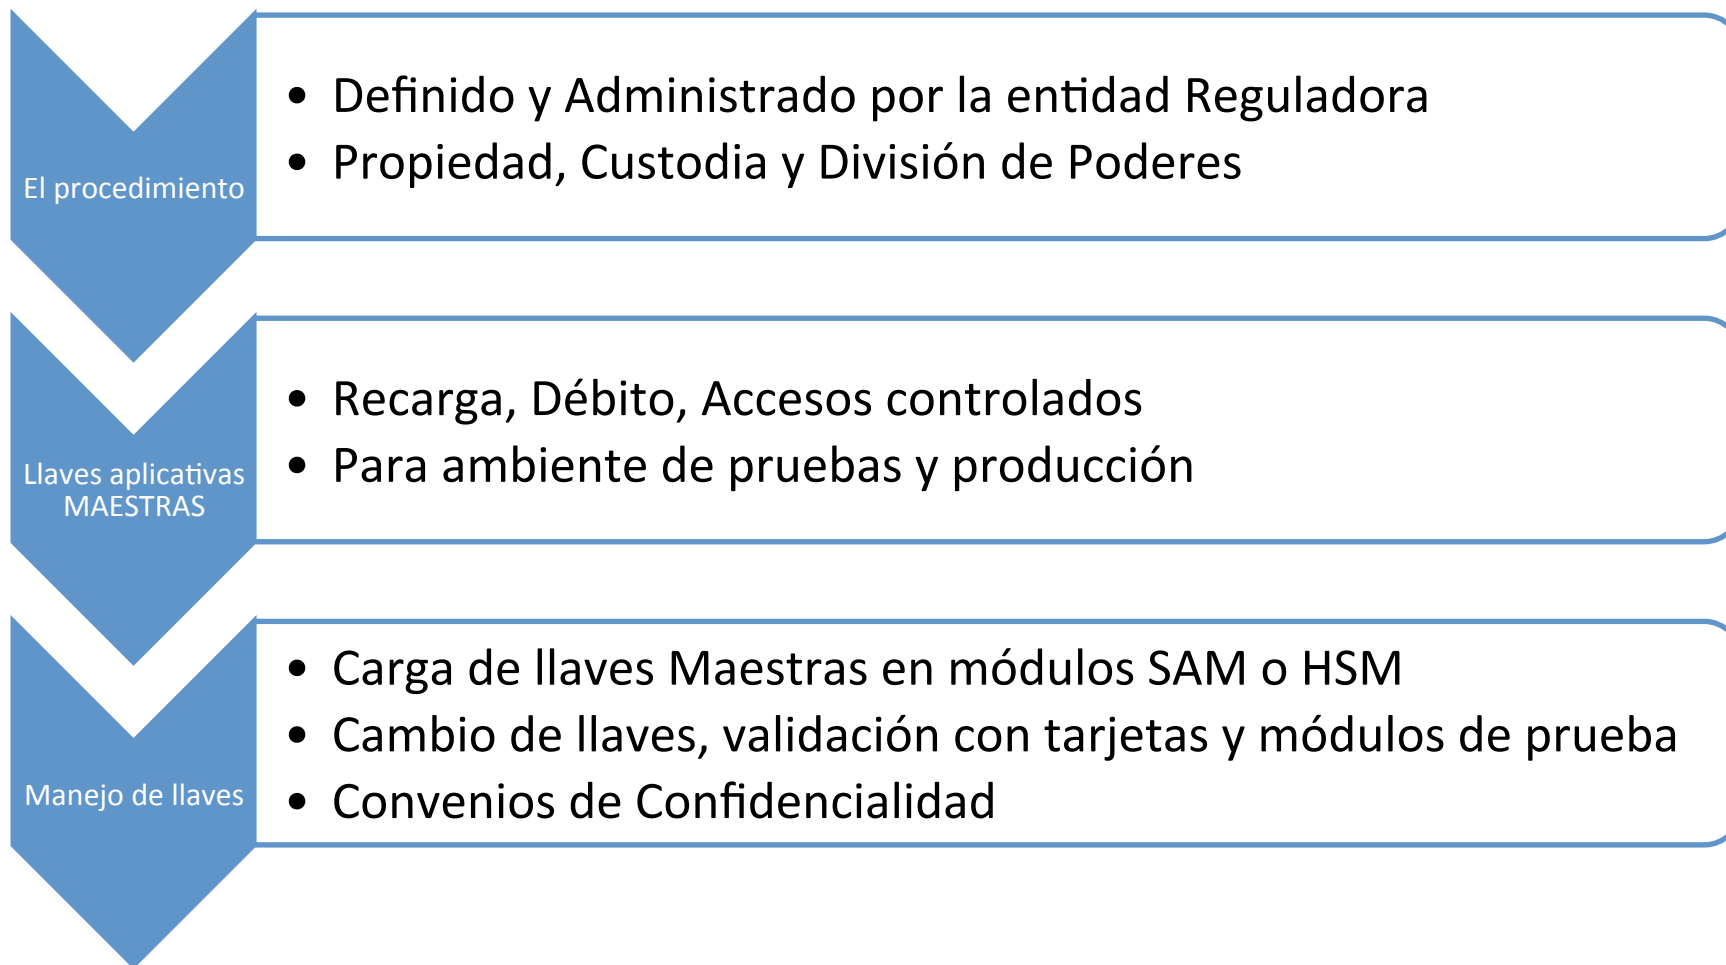 El procedimiento
• Definido y Administrado por la entidad Reguladora
• Propiedad, Custodia y División de Poderes
Llaves aplicativas
MAESTRAS
• Recarga, Débito, Accesos controlados
• Para ambiente de pruebas y producción
Manejo de llaves
• Carga de llaves Maestras en módulos SAM o HSM
• Cambio de llaves, validación con tarjetas y módulos de prueba
• Convenios de Confidencialidad